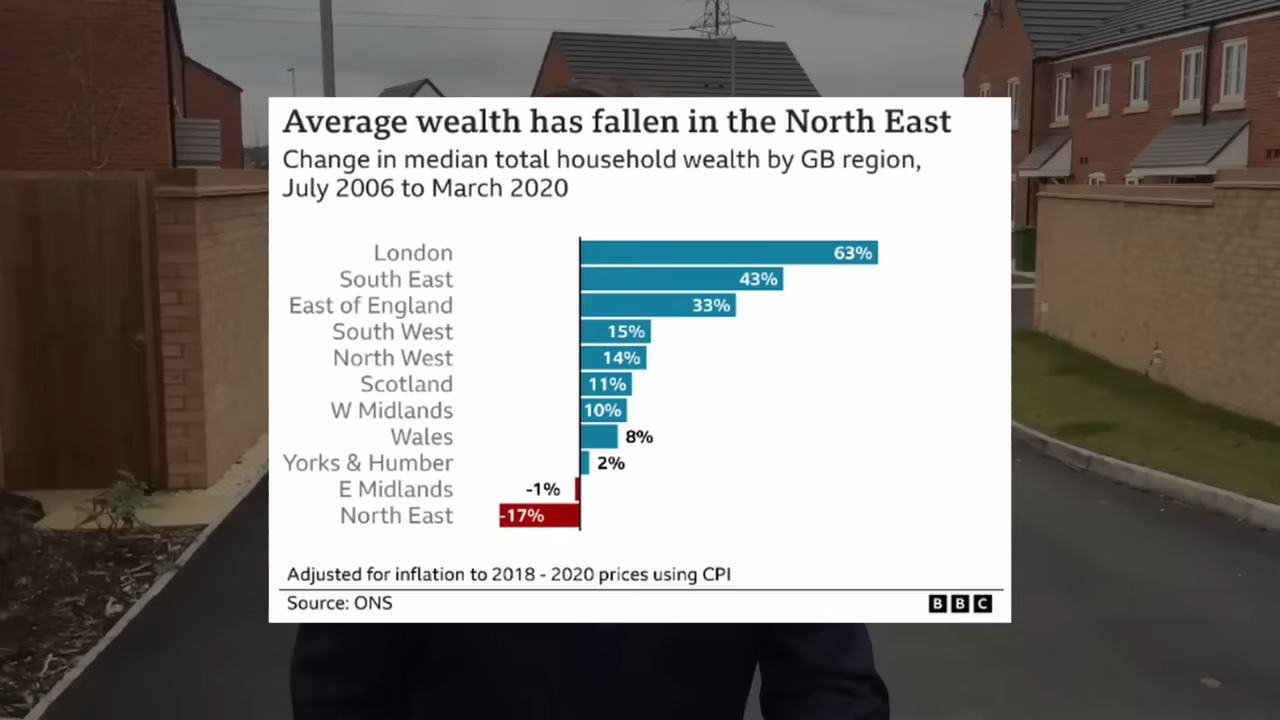 Average wealth has fallen in the North East
Change in median total household wealth by GB region,
July 2006 to March 2020
London 63%
South East 43%
East of England 33%
South West 15%
North West 14%
Scotland 11%
W Midlands 10%
Wales 8%
Yorks & Humber 2%
E Midlands -1%
North East -17%
Adjusted for inflation to 2018 - 2020 prices using CPI
Source: ONS BBC